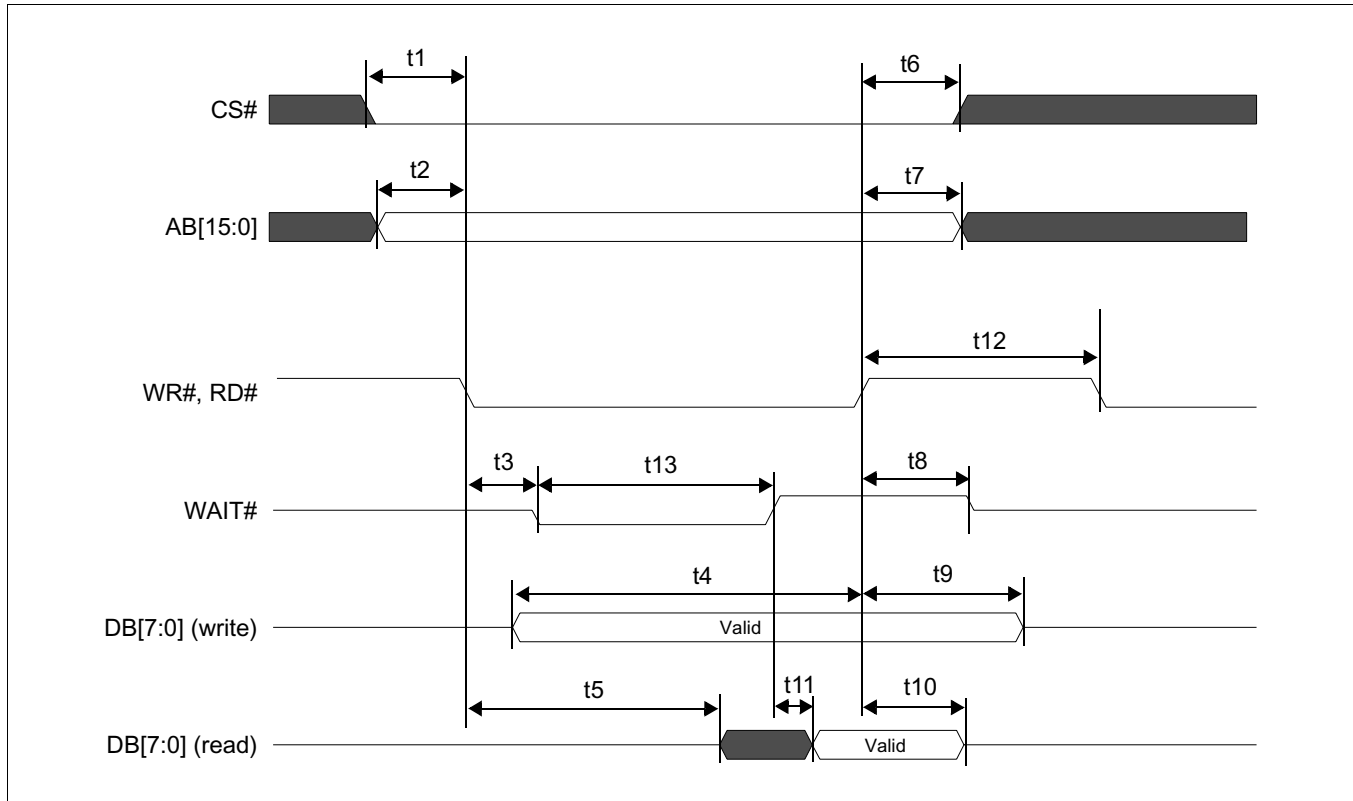 t1
t6
CS#
t2
t7
AB[15:0]
t12
WR#, RD#
t3
t13
t8
WAIT#
t4
t9
DB[7:0] (write)
Valid
t5
t11
t10
DB[7:0] (read)
Valid